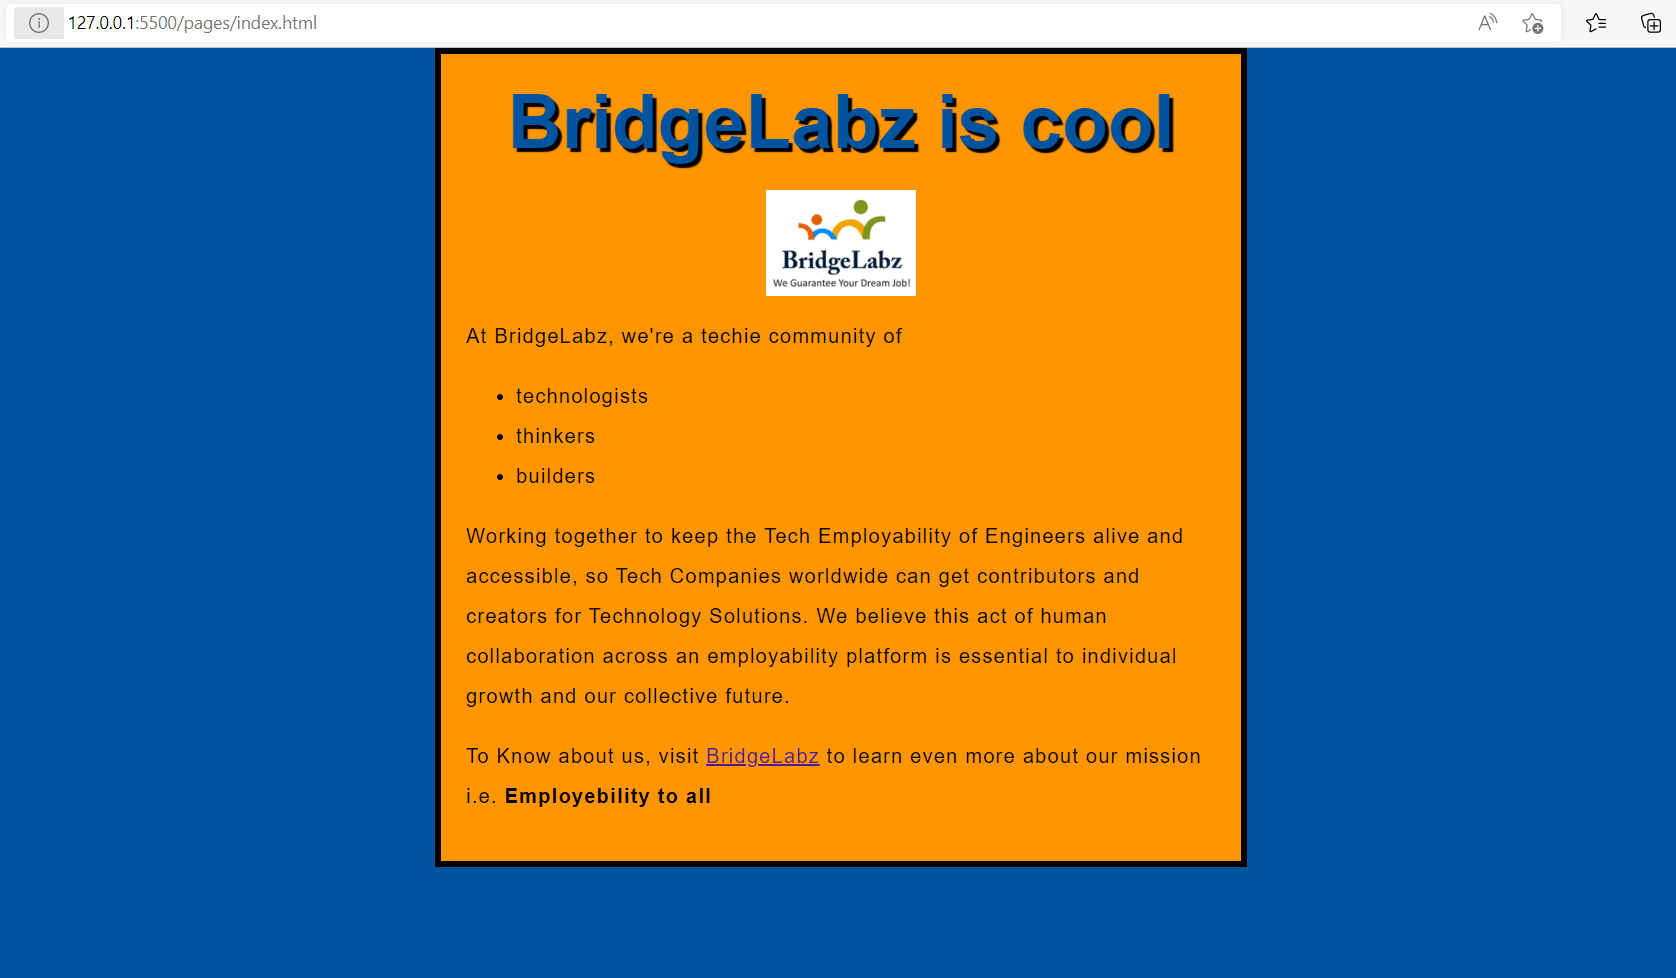 127.0.0.1:5500/pages/index.html
BridgeLabz is cool
BridgeLabz
We Guarantee Your Dream Job!
At BridgeLabz, we're a techie community of
• technologists
• thinkers
• builders
Working together to keep the Tech Employability of Engineers alive and
accessible, so Tech Companies worldwide can get contributors and
creators for Technology Solutions. We believe this act of human
collaboration across an employability platform is essential to individual
growth and our collective future.
To Know about us, visit BridgeLabz to learn even more about our mission
i.e. Employebility to all